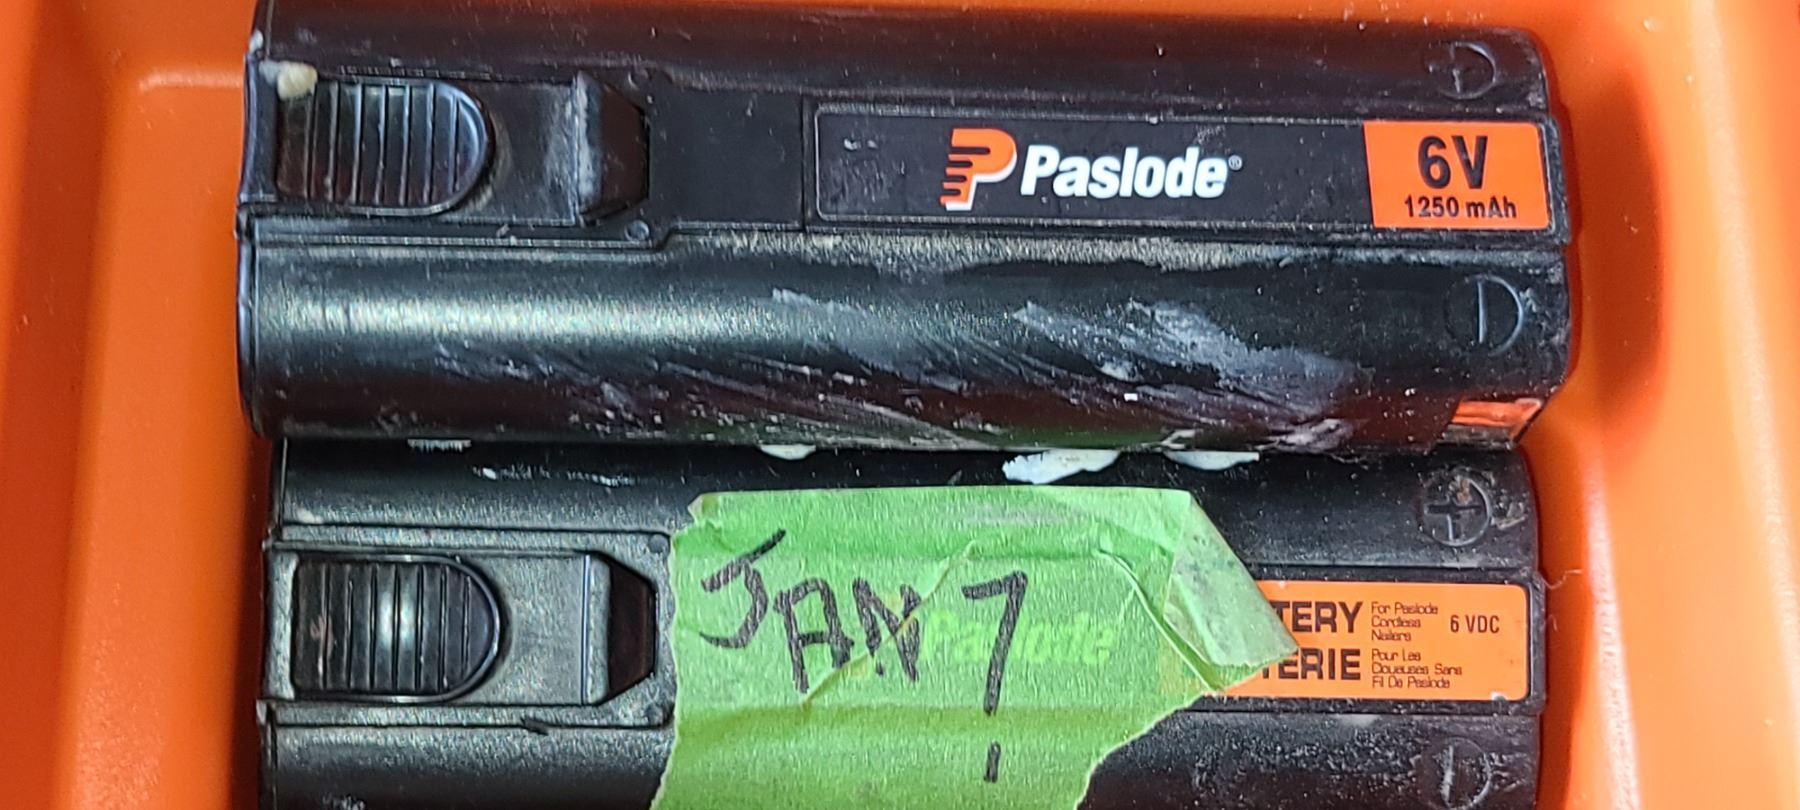 Paslode®
6V
1250 mAh
JAN 7
Paslode
TERY
For Paslode
Cordless
Nailers
6 VDC
TERIE
Pour Les
Cloueuses Sans
Fil De Paslode